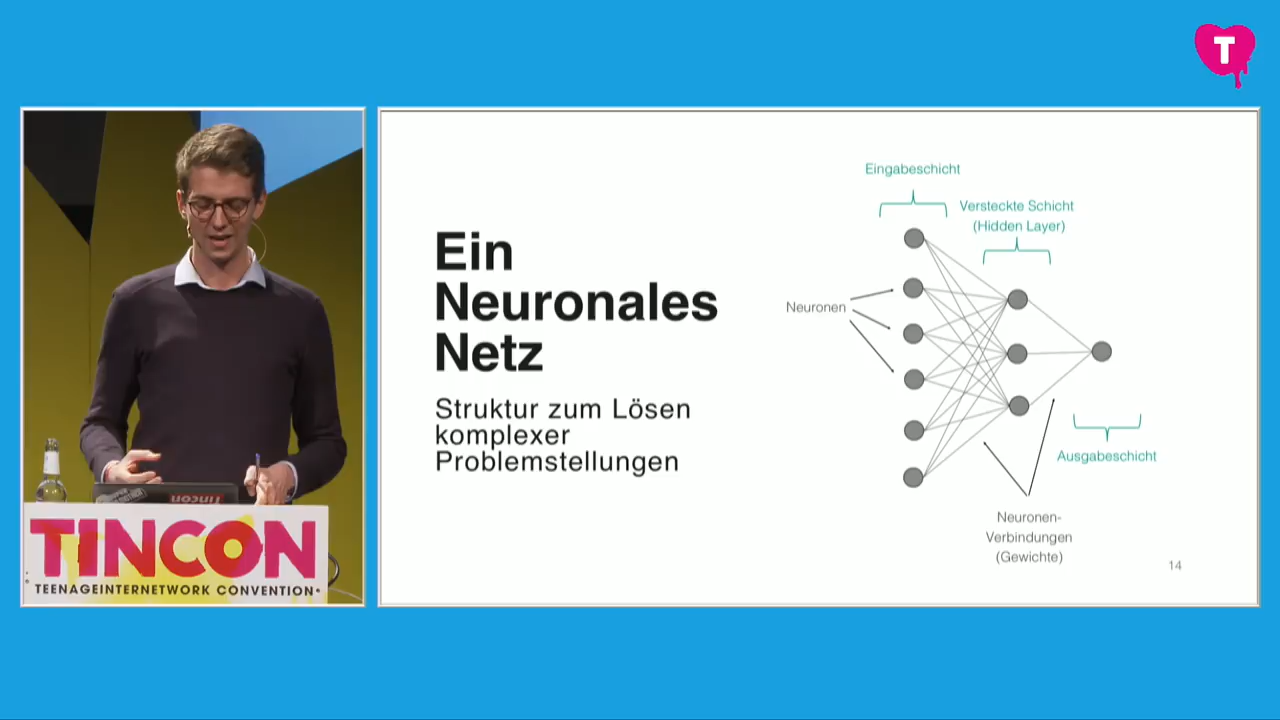 T
Ein
Neuronales
Netz
Struktur zum Lösen
komplexer
Problemstellungen
Eingabeschicht
Versteckte Schicht
(Hidden Layer)
Neuronen
Ausgabeschicht
Neuronen-
Verbindungen
(Gewichte)
14
Tincon
TINCON
TEENAGEINTERNETWORK CONVENTION